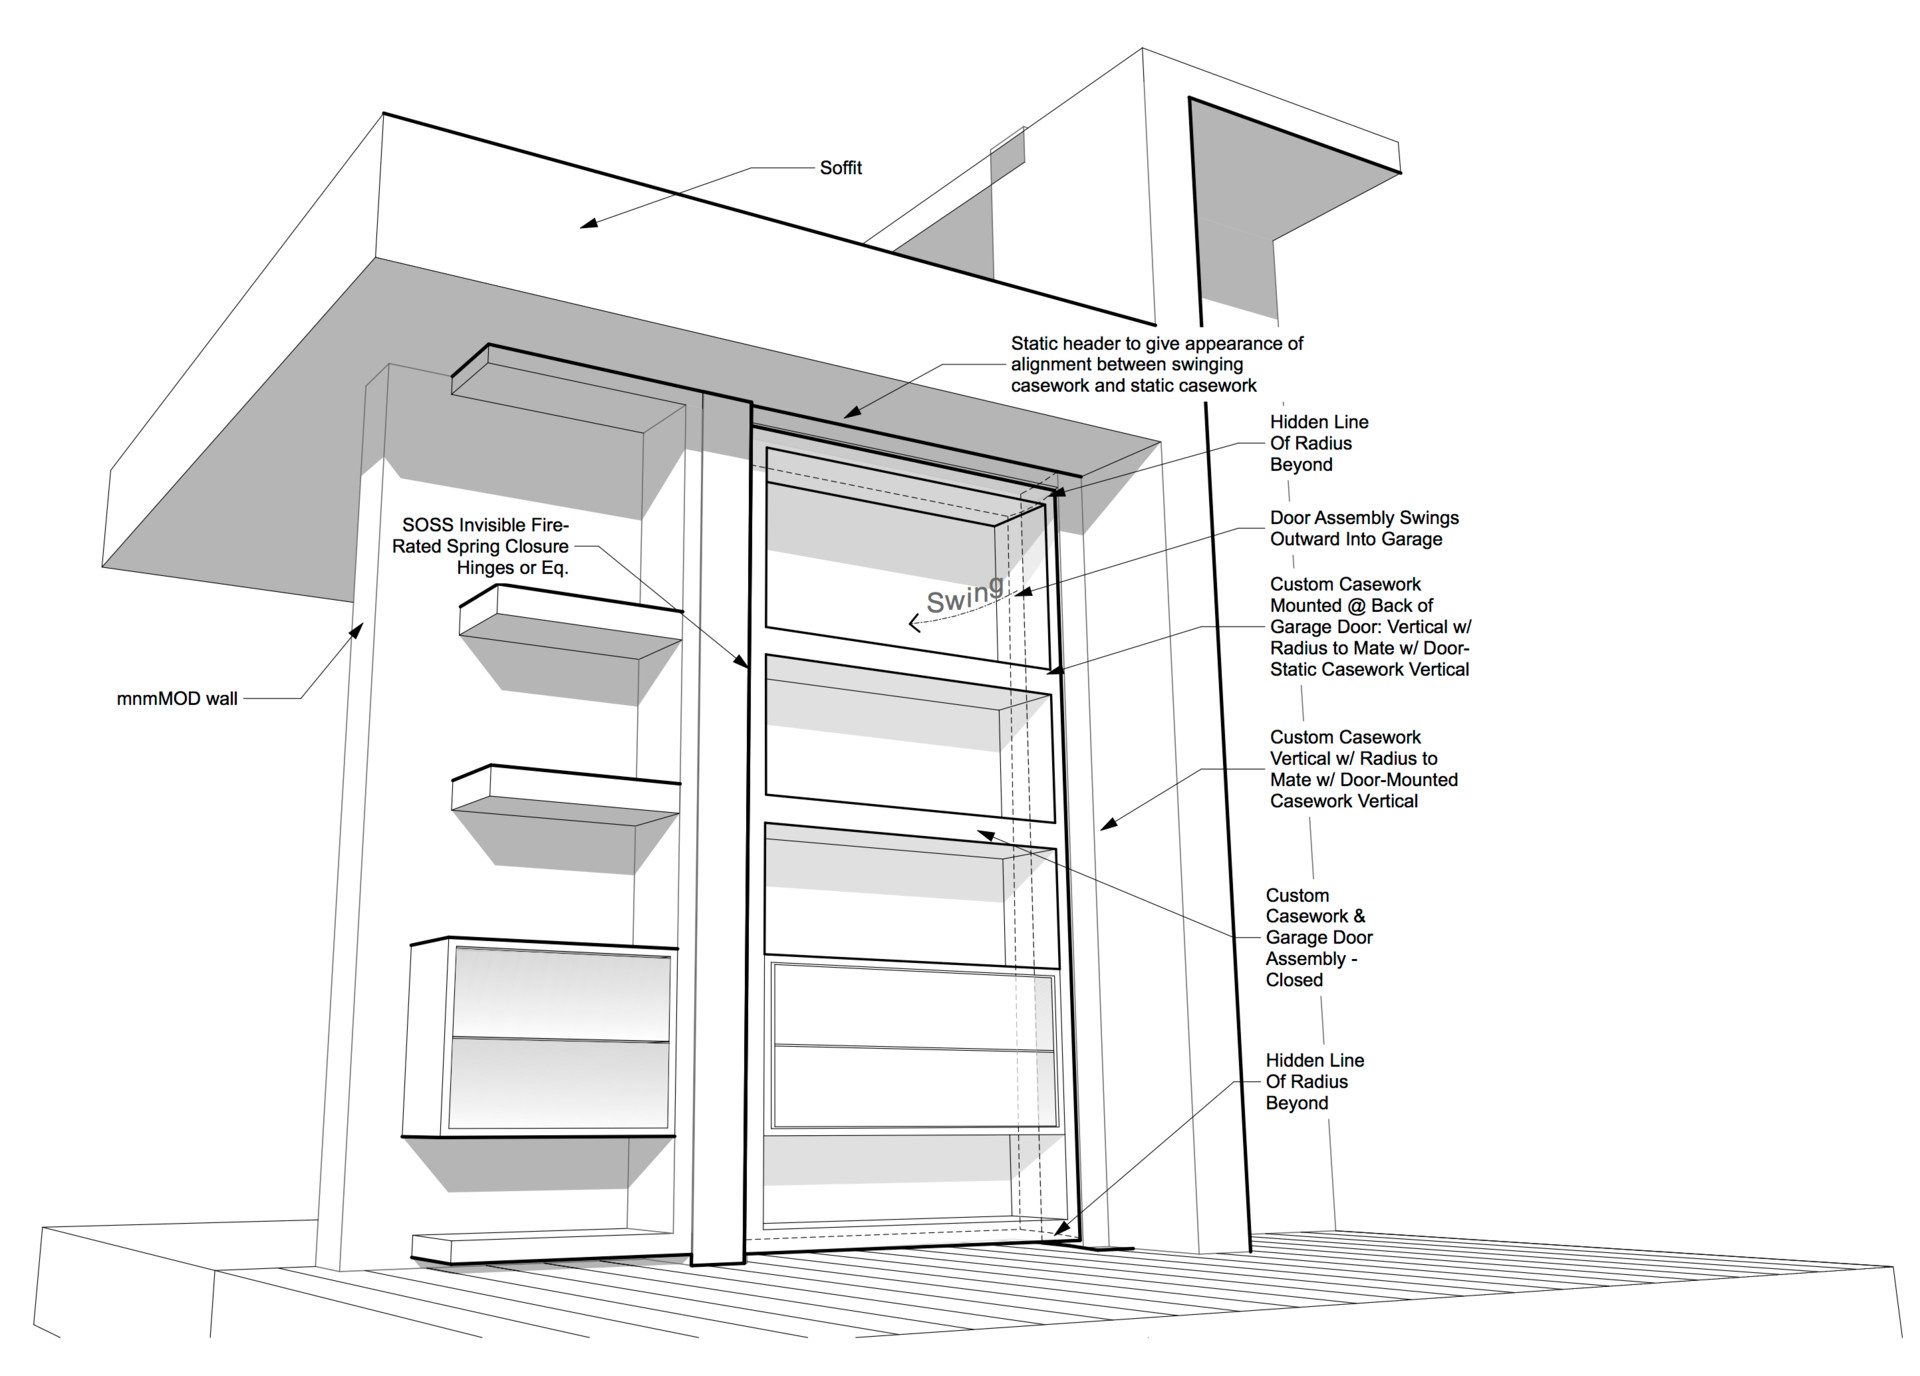 Soffit
Static header to give appearance of
alignment between swinging
casework and static casework
Hidden Line
Of Radius
Beyond
SOSS Invisible Fire-
Rated Spring Closure
Hinges or Eq.
Door Assembly Swings
Outward Into Garage
Swing
Custom Casework
Mounted @ Back of
Garage Door: Vertical w/
Radius to Mate w/ Door-
Static Casework Vertical
mnmMOD wall
Custom Casework
Vertical w/ Radius to
Mate w/ Door-Mounted
Casework Vertical
Custom
Casework &
Garage Door
Assembly -
Closed
Hidden Line
Of Radius
Beyond